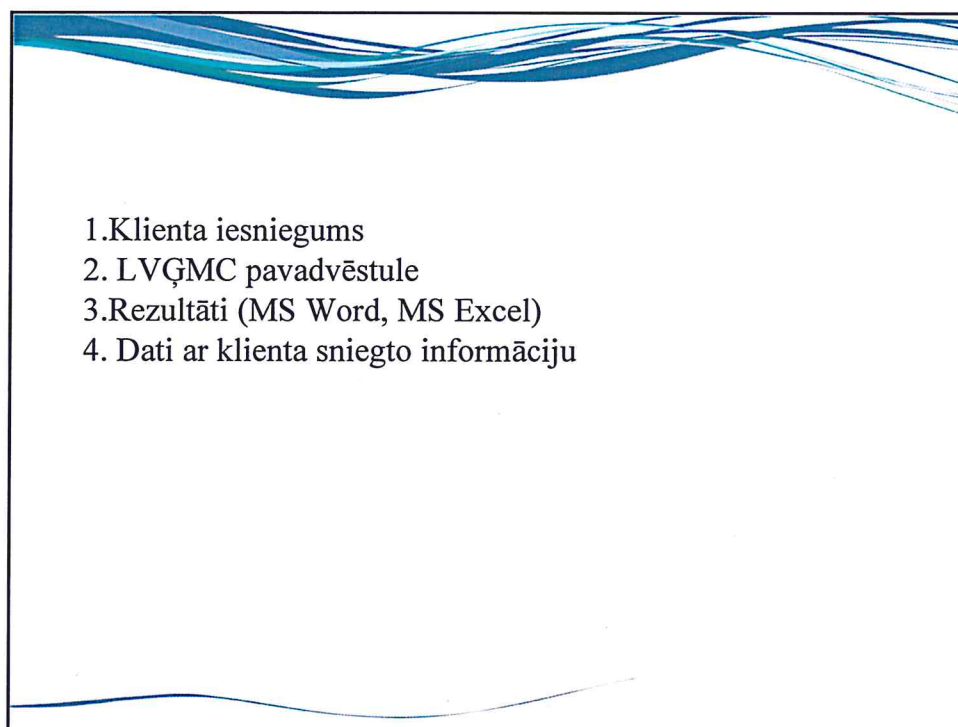 1.Klienta iesniegums
2. LVĢMC pavadvēstule
3.Rezultāti (MS Word, MS Excel)
4. Dati ar klienta sniegto informāciju